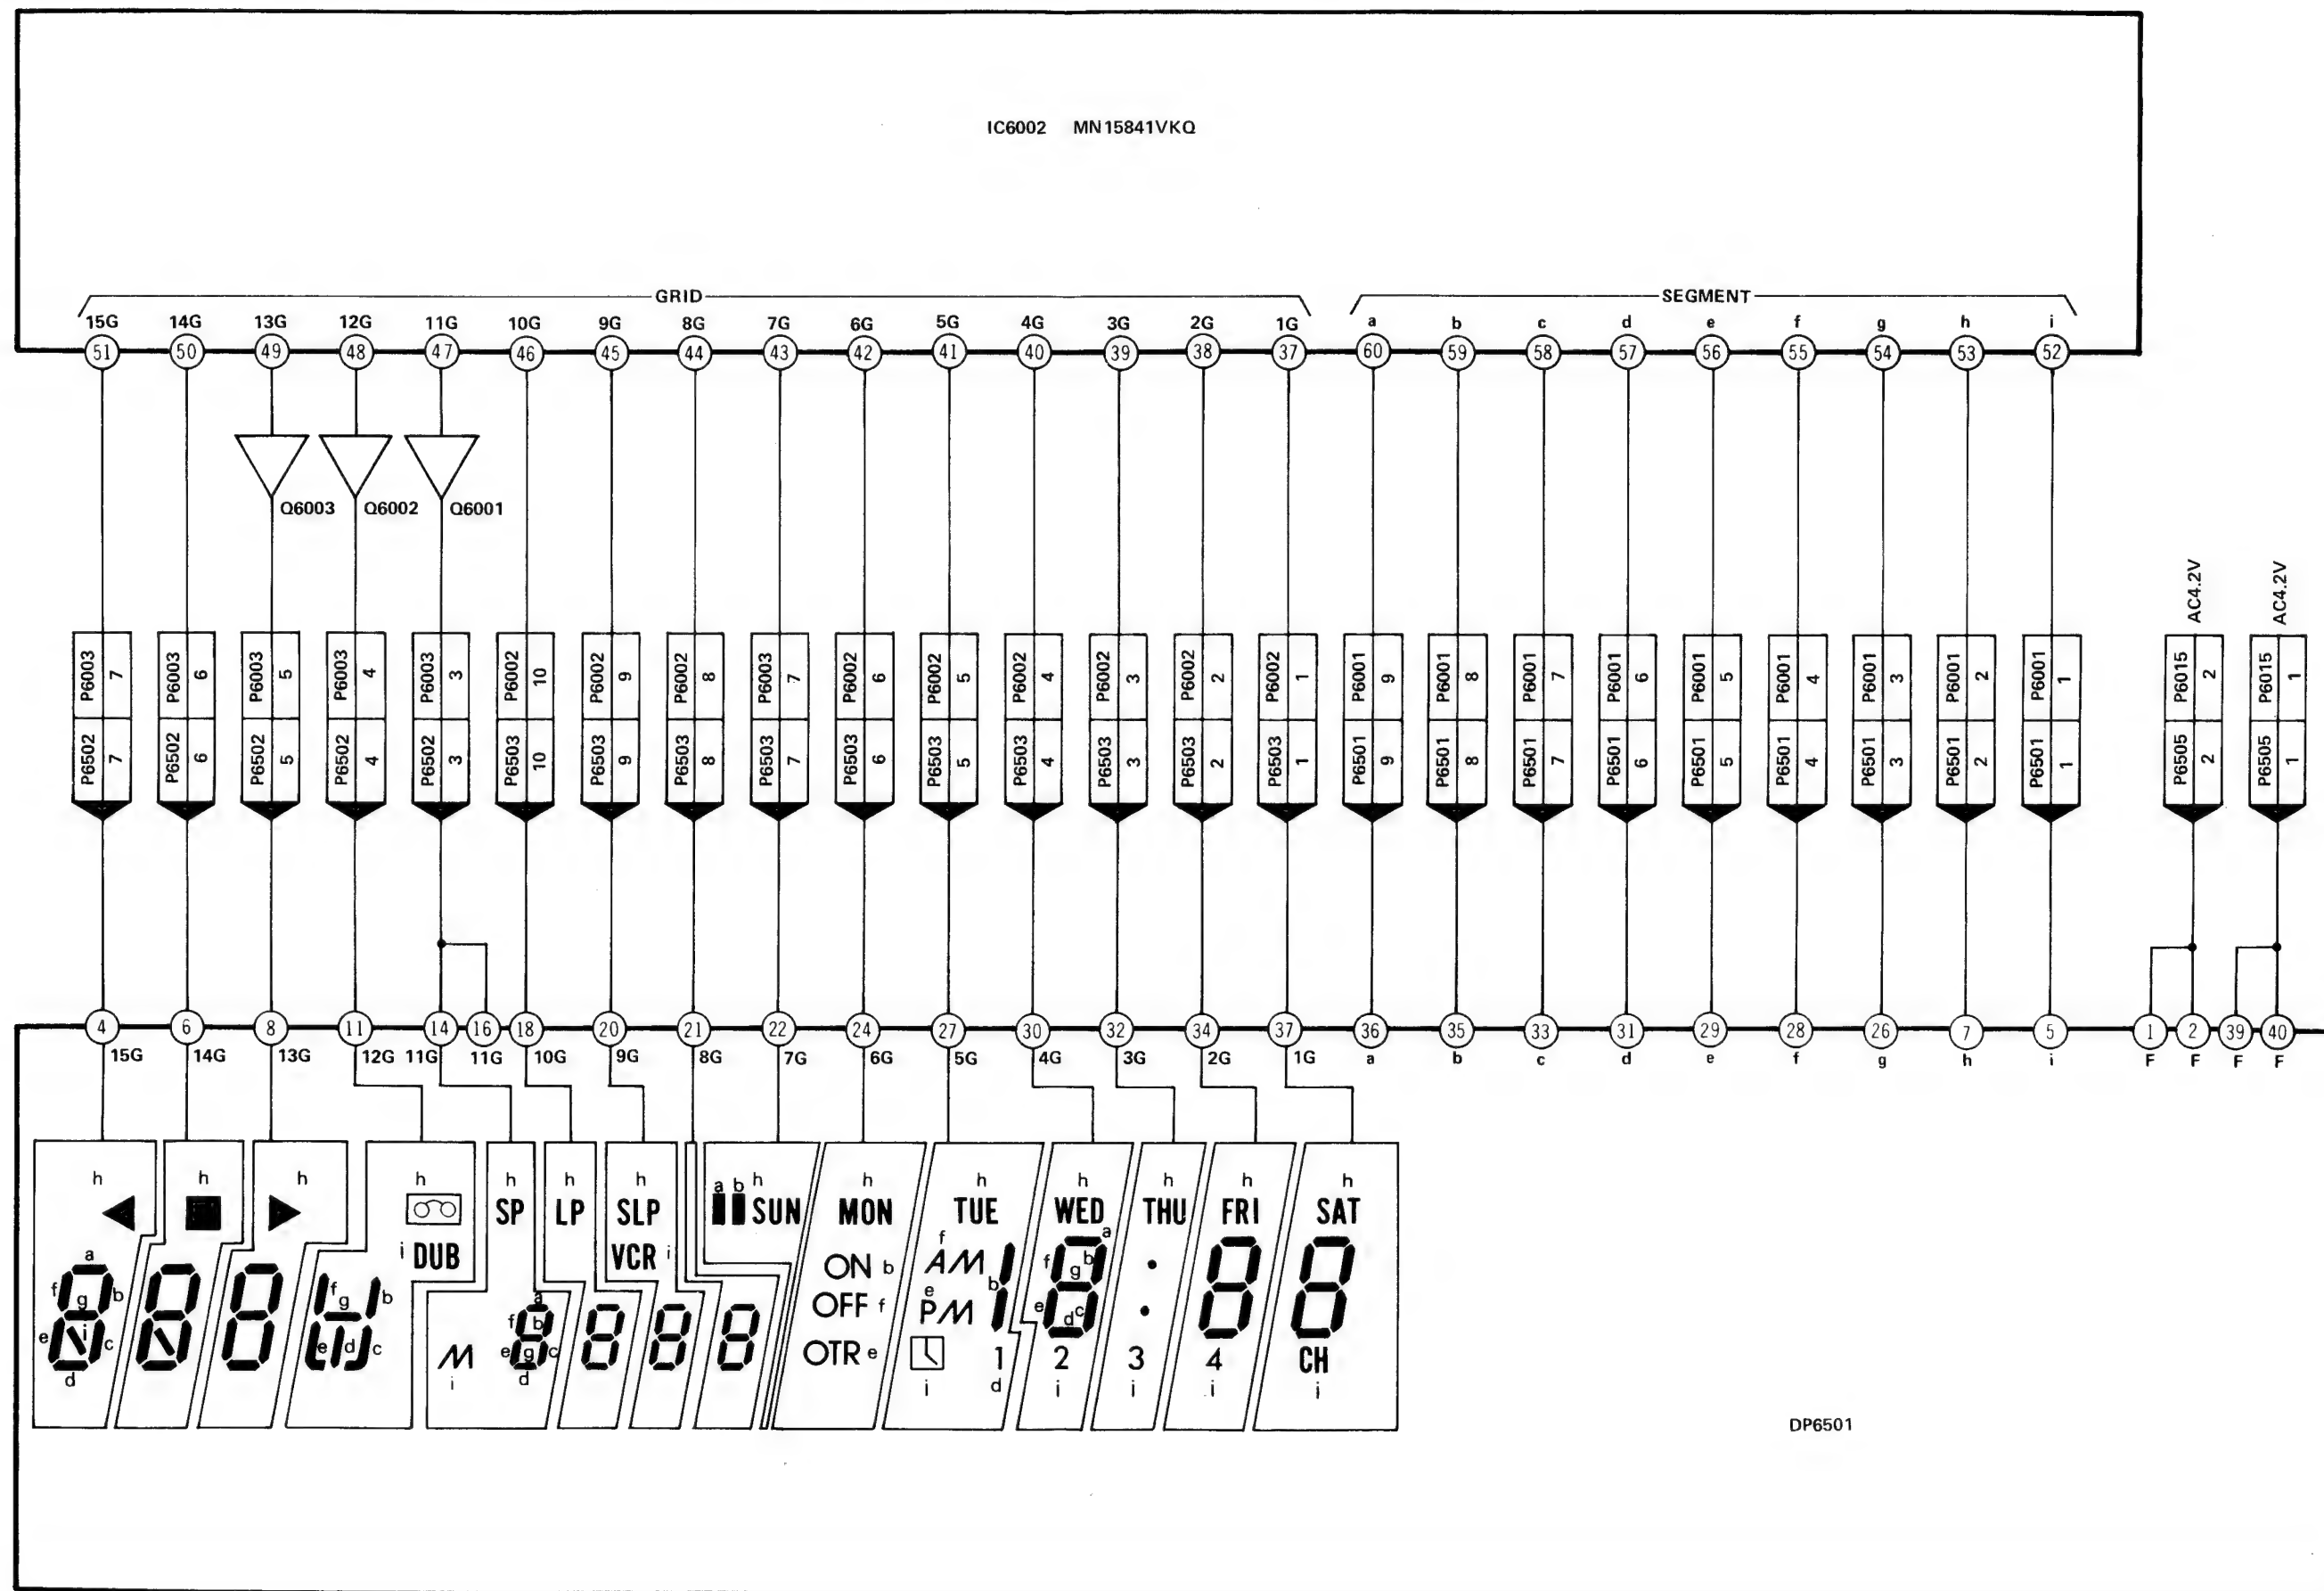 IC6002 MN15841VKQ
GRID SEGMENT
15G 14G 13G 12G 11G 10G 9G 8G 7G 6G 5G 4G 3G 2G 1G a b c d e f g h i
51 50 49 48 47 46 45 44 43 42 41 40 39 38 37 60 59 58 57 56 55 54 53 52
Q6003 Q6002 Q6001
AC4.2V AC4.2V
P6003 7 P6003 6 P6003 5 P6003 4 P6003 3 P6002 10 P6002 9 P6002 8 P6003 7 P6002 6 P6002 5 P6002 4 P6002 3 P6002 2 P6002 1 P6001 9 P6001 8 P6001 7 P6001 6 P6001 5 P6001 4 P6001 3 P6001 2 P6001 1 P6015 2 P6015 1
P6502 7 P6502 6 P6502 5 P6502 4 P6502 3 P6503 10 P6503 9 P6503 8 P6503 7 P6503 6 P6503 5 P6503 4 P6503 3 P6503 2 P6503 1 P6501 9 P6501 8 P6501 7 P6501 6 P6501 5 P6501 4 P6501 3 P6501 2 P6501 1 P6505 2 P6505 1
4 6 8 11 14 16 18 20 21 22 24 27 30 32 34 37 36 35 33 31 29 28 26 7 5 1 2 39 40
15G 14G 13G 12G 11G 11G 10G 9G 8G 7G 6G 5G 4G 3G 2G 1G a b c d e f g h i F F F F
h h h h h h h a b h h h h h h h
SP LP SLP SUN MON TUE WED THU FRI SAT
i DUB VCR i ON b f AM b a f g b
a f g b f g b OFF f e PM e d c
e i c d e d c M i a f b e g c d OTR e 1 2 3 4 CH
i d i i i i
DP6501